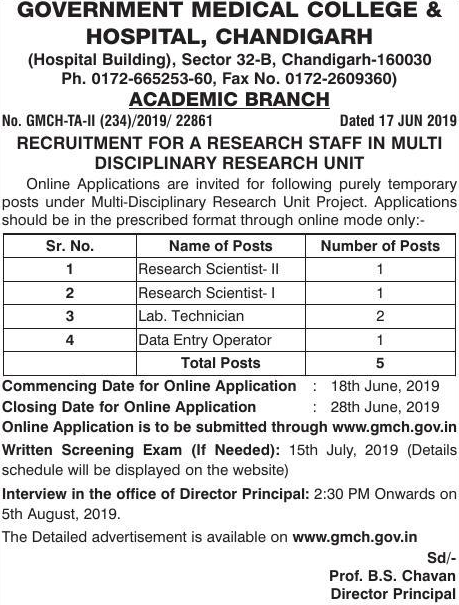 GOVERNMENT MEDICAL COLLEGE &
HOSPITAL, CHANDIGARH
(Hospital Building), Sector 32-B, Chandigarh-160030
Ph. 0172-665253-60, Fax No. 0172-2609360)
ACADEMIC BRANCH
No. GMCH-TA-II (234)/2019/ 22861 Dated 17 JUN 2019
RECRUITMENT FOR A RESEARCH STAFF IN MULTI
DISCIPLINARY RESEARCH UNIT
Online Applications are invited for following purely temporary
posts under Multi-Disciplinary Research Unit Project. Applications
should be in the prescribed format through online mode only:-
Sr. No. Name of Posts Number of Posts
1 Research Scientist- II 1
2 Research Scientist- I 1
3 Lab. Technician 2
4 Data Entry Operator 1
Total Posts 5
Commencing Date for Online Application : 18th June, 2019
Closing Date for Online Application : 28th June, 2019
Online Application is to be submitted through www.gmch.gov.in
Written Screening Exam (If Needed): 15th July, 2019 (Details
schedule will be displayed on the website)
Interview in the office of Director Principal: 2:30 PM Onwards on
5th August, 2019.
The Detailed advertisement is available on www.gmch.gov.in
Sd/-
Prof. B.S. Chavan
Director Principal